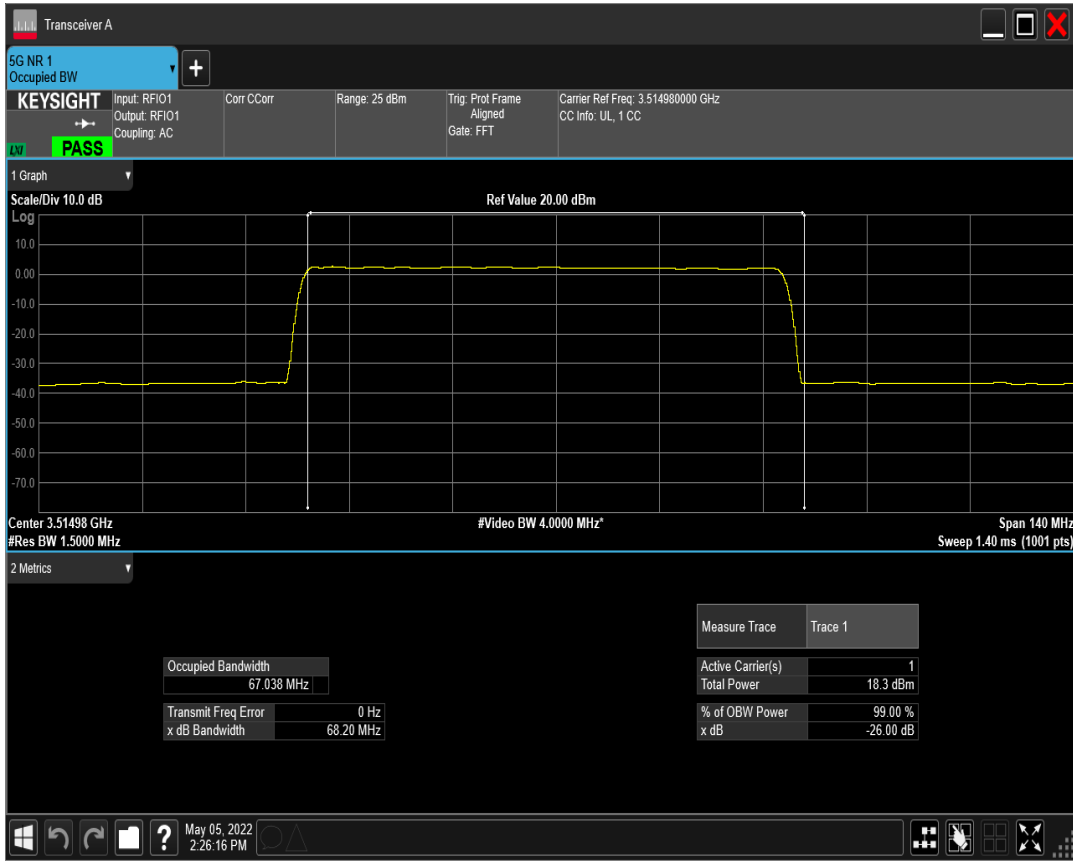 Transceiver A
5G NR 1
Occupied BW
+
KEYSIGHT
LXI
PASS
Input: RFIO1
Output: RFIO1
Coupling: AC
Corr CCorr
Range: 25 dBm
Trig: Prot Frame
Aligned
Gate: FFT
Carrier Ref Freq: 3.514980000 GHz
CC Info: UL, 1 CC
1 Graph
Scale/Div 10.0 dB
Ref Value 20.00 dBm
Log
10.0
0.00
-10.0
-20.0
-30.0
-40.0
-50.0
-60.0
-70.0
Center 3.51498 GHz
#Video BW 4.0000 MHz*
Span 140 MHz
#Res BW 1.5000 MHz
Sweep 1.40 ms (1001 pts)
2 Metrics
Measure Trace Trace 1
Occupied Bandwidth
67.038 MHz
Active Carrier(s) 1
Total Power 18.3 dBm
Transmit Freq Error 0 Hz
x dB Bandwidth 68.20 MHz
% of OBW Power 99.00 %
x dB -26.00 dB
?
May 05, 2022
2:26:16 PM